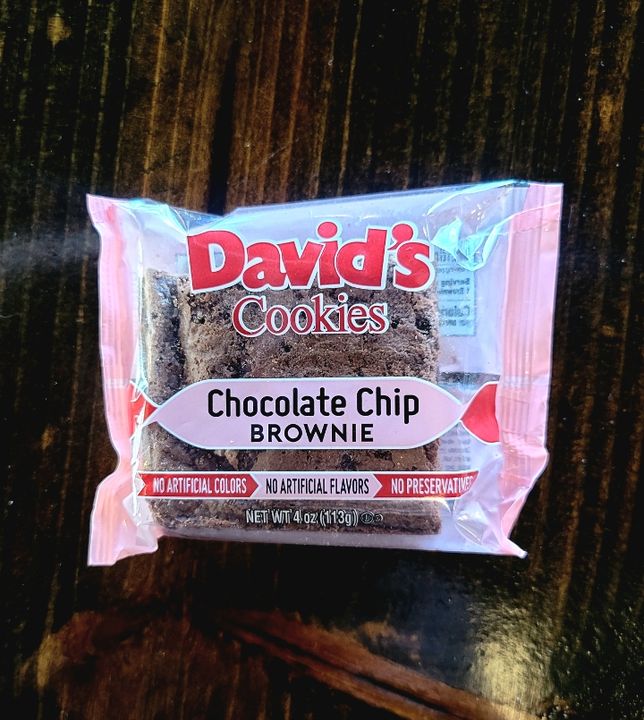 David's
Cookies
Chocolate Chip
BROWNIE
NO ARTIFICIAL COLORS NO ARTIFICIAL FLAVORS NO PRESERVATIVES
NET WT 4 oz (113g)